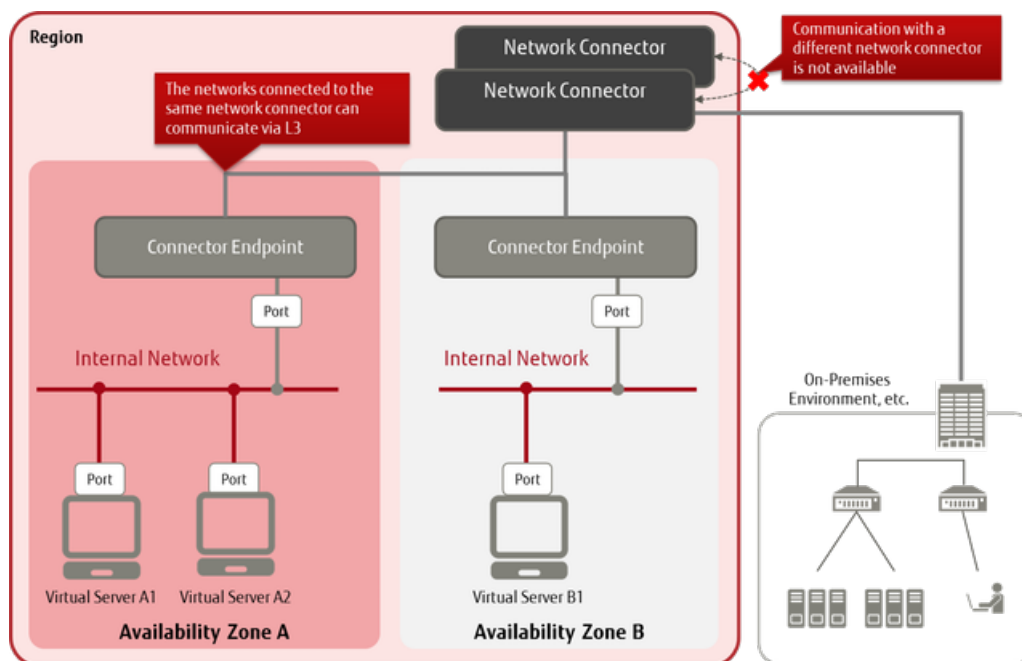 Region
Network Connector
Network Connector
Communication with a
different network connector
is not available
The networks connected to the
same network connector can
communicate via L3
Connector Endpoint
Connector Endpoint
Port
Port
Internal Network
Internal Network
On-Premises
Environment, etc.
Port
Port
Port
Virtual Server A1
Virtual Server A2
Virtual Server B1
Availability Zone A
Availability Zone B